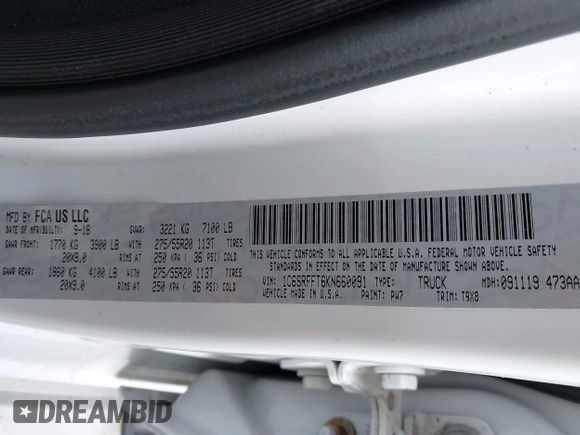 MFD BY FCA US LLC
DATE OF MFR(BUILT): 9-18 GVWR: 3221 KG 7100 LB
GAWR FRONT: 1770 KG 3900 LB WITH 275/55R20 113T TIRES
20X9.0 250 KPA ( 36 PSI) COLD
GAWR REAR: 1860 KG 4100 LB WITH 275/55R20 113T TIRES
20X9.0 250 KPA ( 36 PSI) COLD
THIS VEHICLE CONFORMS TO ALL APPLICABLE U.S.A. FEDERAL MOTOR VEHICLE SAFETY
STANDARDS IN EFFECT ON THE DATE OF MANUFACTURE SHOWN ABOVE.
VIN: 1C6SRFFT6KN660091 TYPE: TRUCK MDH: 091119 473AA
VEHICLE MADE IN U.S.A. PAINT: PW7 TRIM: T9X8
DREAMBID